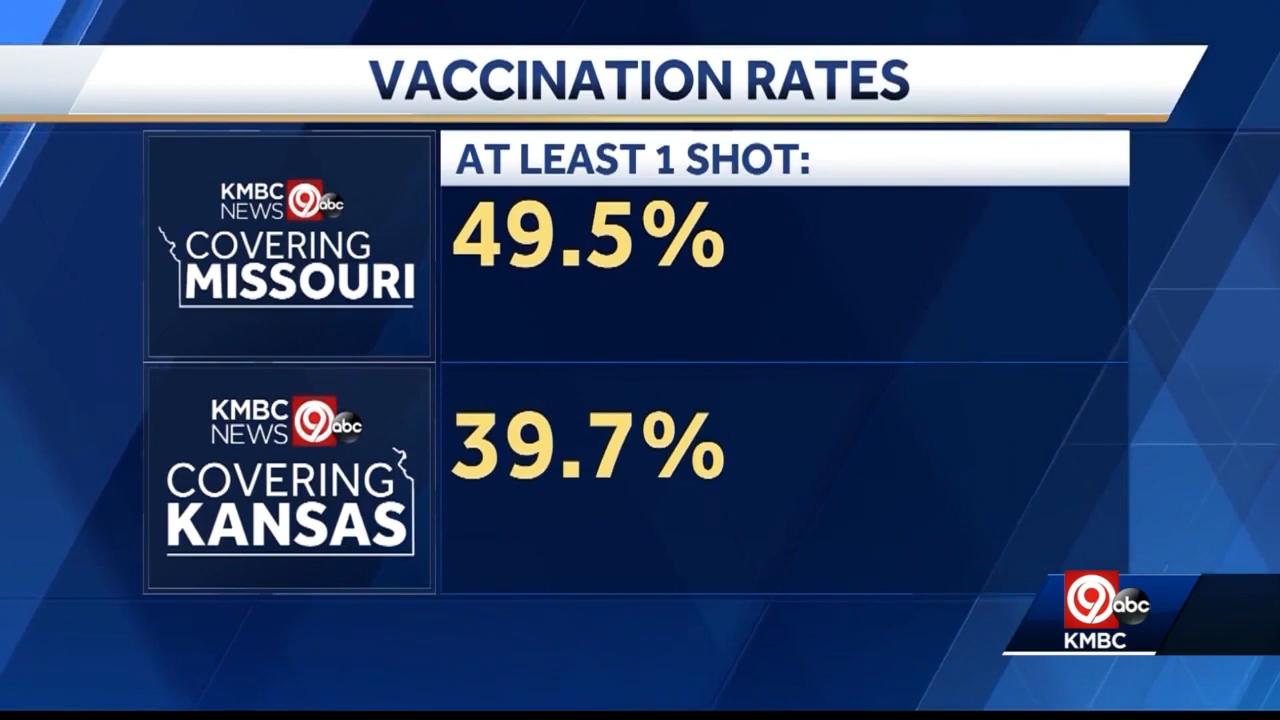 VACCINATION RATES
KMBC
NEWS 9 abc
COVERING
MISSOURI
AT LEAST 1 SHOT:
49.5%
KMBC
NEWS 9 abc
COVERING
KANSAS
39.7%
9 abc
KMBC